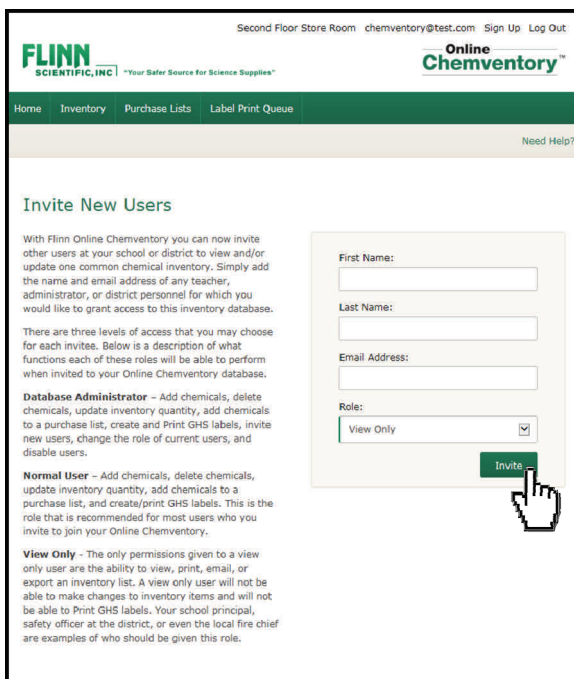 Second Floor Store Room chemventory@test.com Sign Up Log Out
FLINN
SCIENTIFIC, INC "Your Safer Source for Science Supplies"
Online
Chemventory™
Home Inventory Purchase Lists Label Print Queue
Need Help?
Invite New Users
With Flinn Online Chemventory you can now invite
other users at your school or district to view and/or
update one common chemical inventory. Simply add
the name and email address of any teacher,
administrator, or district personnel for which you
would like to grant access to this inventory database.
There are three levels of access that you may choose
for each invitee. Below is a description of what
functions each of these roles will be able to perform
when invited to your Online Chemventory database.
Database Administrator – Add chemicals, delete
chemicals, update inventory quantity, add chemicals
to a purchase list, create and Print GHS labels, invite
new users, change the role of current users, and
disable users.
Normal User – Add chemicals, delete chemicals,
update inventory quantity, add chemicals to a
purchase list, and create/print GHS labels. This is the
role that is recommended for most users who you
invite to join your Online Chemventory.
View Only - The only permissions given to a view
only user are the ability to view, print, email, or
export an inventory list. A view only user will not be
able to make changes to inventory items and will not
be able to Print GHS labels. Your school principal,
safety officer at the district, or even the local fire chief
are examples of who should be given this role.
First Name:
Last Name:
Email Address:
Role:
View Only
Invite